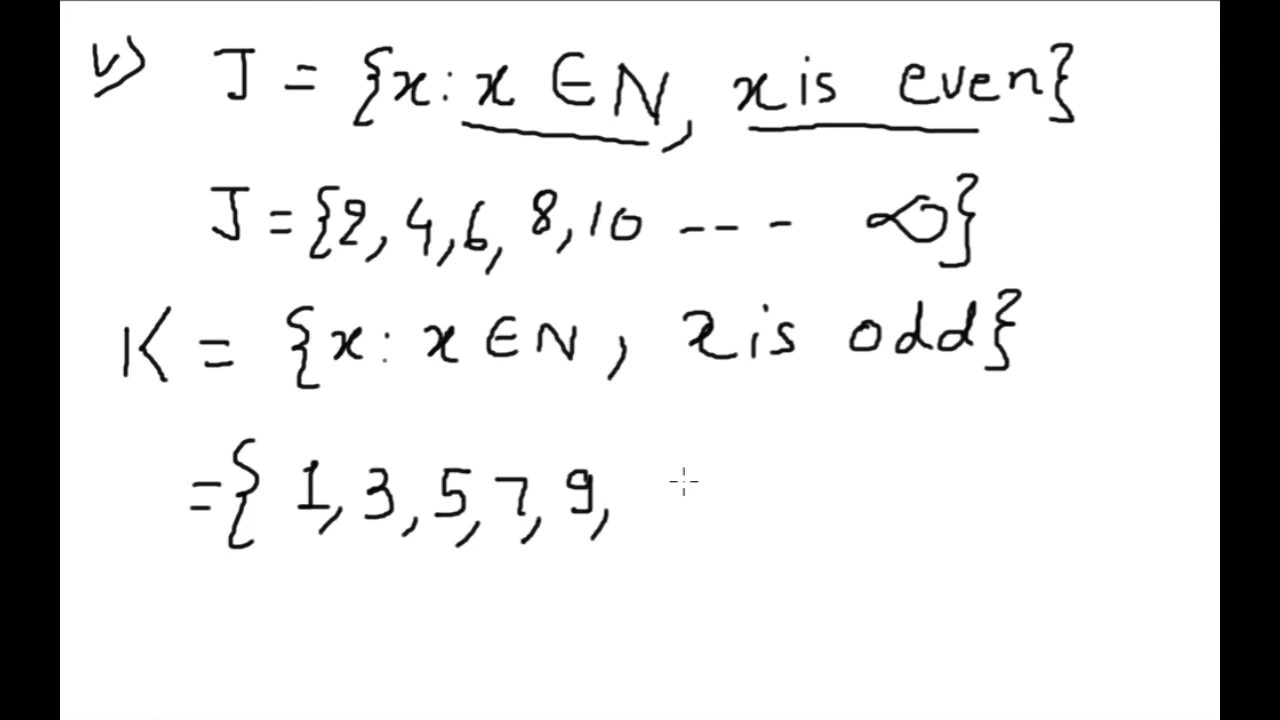 v) J = {x: x ∈ N, x is even}
J = {2, 4, 6, 8, 10 ---- ∞}
K = {x: x ∈ N, x is odd}
= { 1, 3, 5, 7, 9,